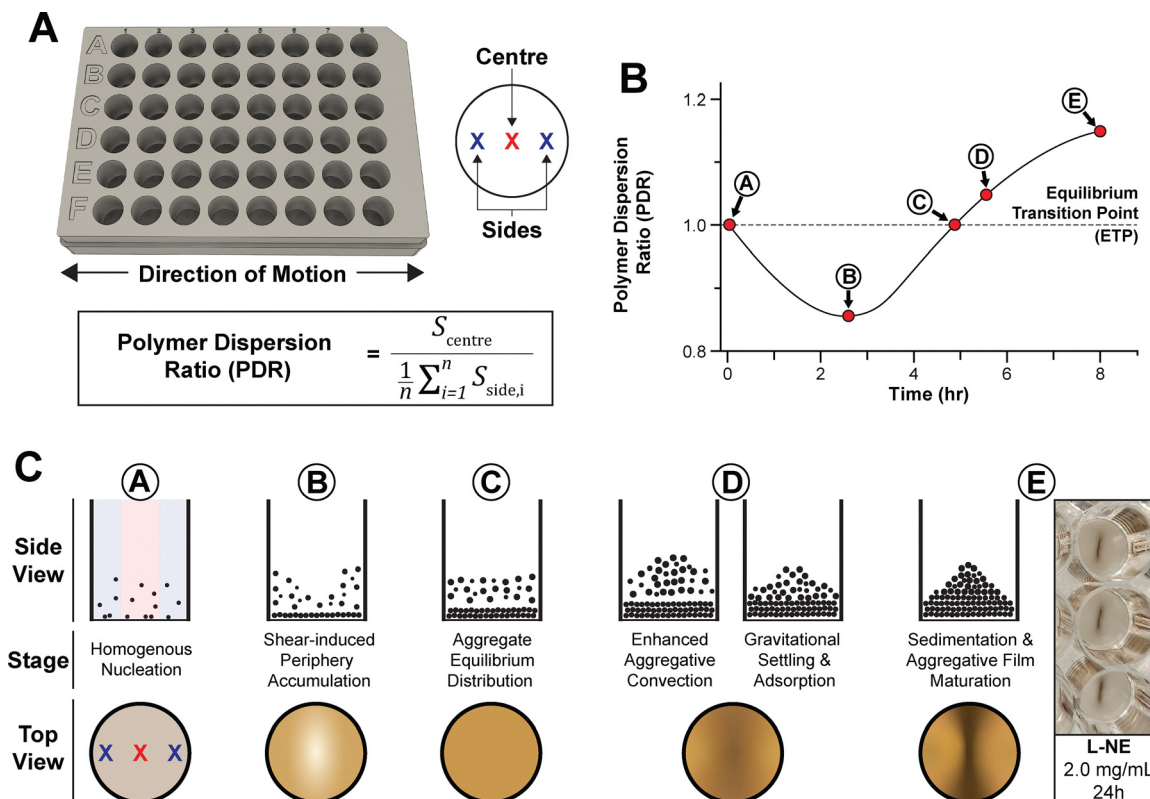 A
1 2 3 4 5 6 7 8
A
B
C
D
E
F
Direction of Motion
Centre
X X X
Sides
Polymer Dispersion
Ratio (PDR)
= S centre / 1/n ∑ n i=1 S side,i
B
Polymer Dispersion
Ratio (PDR)
1.2
1.0
0.8
A
B
C
D
E
Equilibrium
Transition Point
(ETP)
0 2 4 6 8
Time (hr)
C
A B C D E
Side
View
Stage
Homogenous
Nucleation
Shear-induced
Periphery
Accumulation
Aggregate
Equilibrium
Distribution
Enhanced
Aggregative
Convection
Gravitational
Settling &
Adsorption
Sedimentation &
Aggregative Film
Maturation
Top
View
X X X
L-NE
2.0 mg/mL
24h